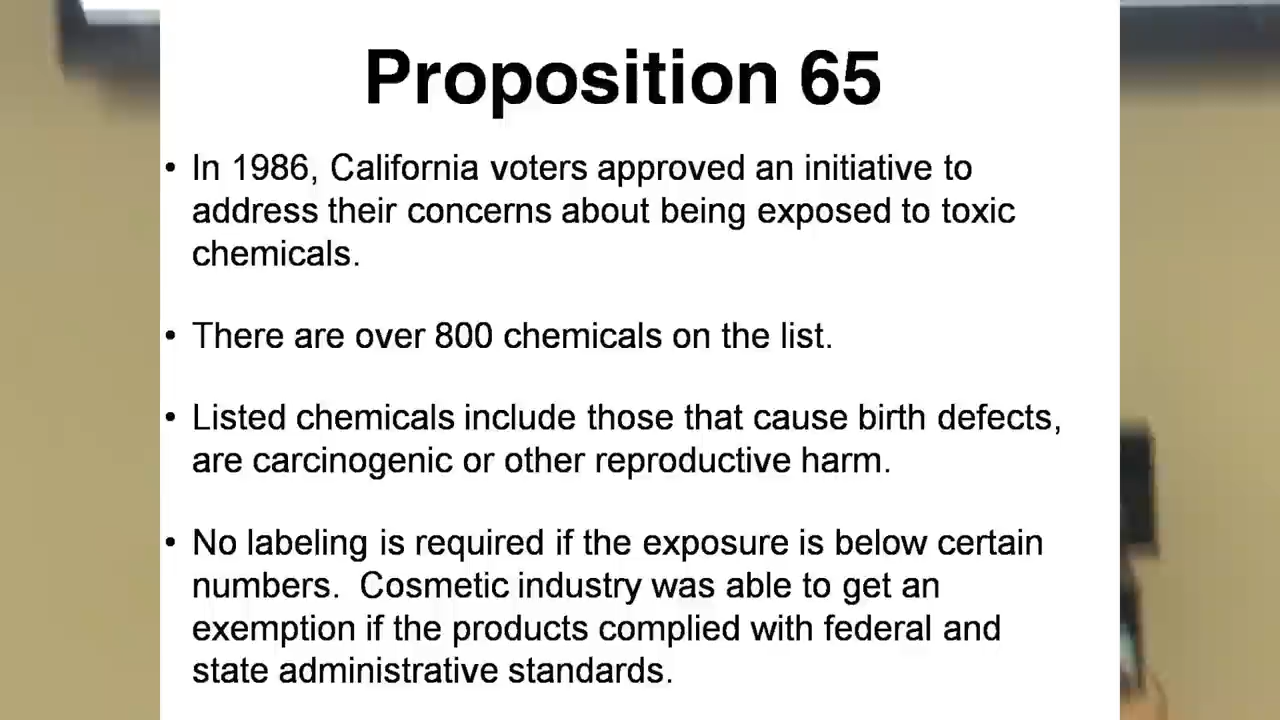 Proposition 65
• In 1986, California voters approved an initiative to
address their concerns about being exposed to toxic
chemicals.
• There are over 800 chemicals on the list.
• Listed chemicals include those that cause birth defects,
are carcinogenic or other reproductive harm.
• No labeling is required if the exposure is below certain
numbers.  Cosmetic industry was able to get an
exemption if the products complied with federal and
state administrative standards.